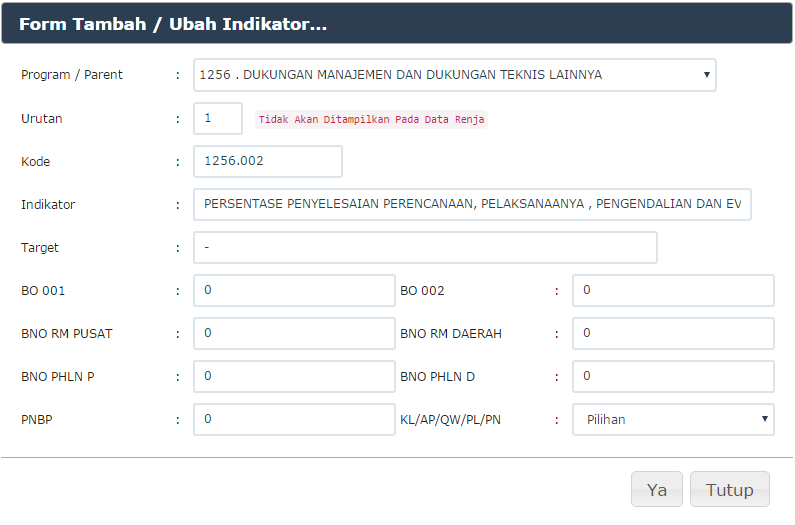 Form Tambah / Ubah Indikator...
Program / Parent : 1256 . DUKUNGAN MANAJEMEN DAN DUKUNGAN TEKNIS LAINNYA
Urutan : 1 Tidak Akan Ditampilkan Pada Data Renja
Kode : 1256.002
Indikator : PERSENTASE PENYELESAIAN PERENCANAAN, PELAKSANAANYA , PENGENDALIAN DAN EV
Target : -
BO 001 : 0 BO 002 : 0
BNO RM PUSAT : 0 BNO RM DAERAH : 0
BNO PHLN P : 0 BNO PHLN D : 0
PNBP : 0 KL/AP/QW/PL/PN : Pilihan
Ya Tutup